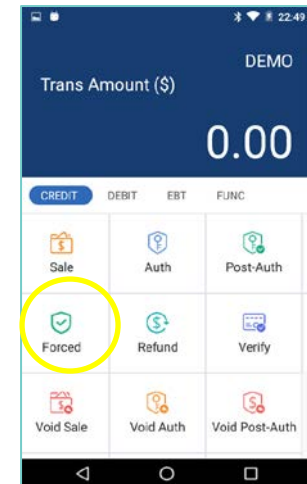 22:49
DEMO
Trans Amount ($)
0.00
CREDIT DEBIT EBT FUNC
Sale Auth Post-Auth
Forced Refund Verify
Void Sale Void Auth Void Post-Auth